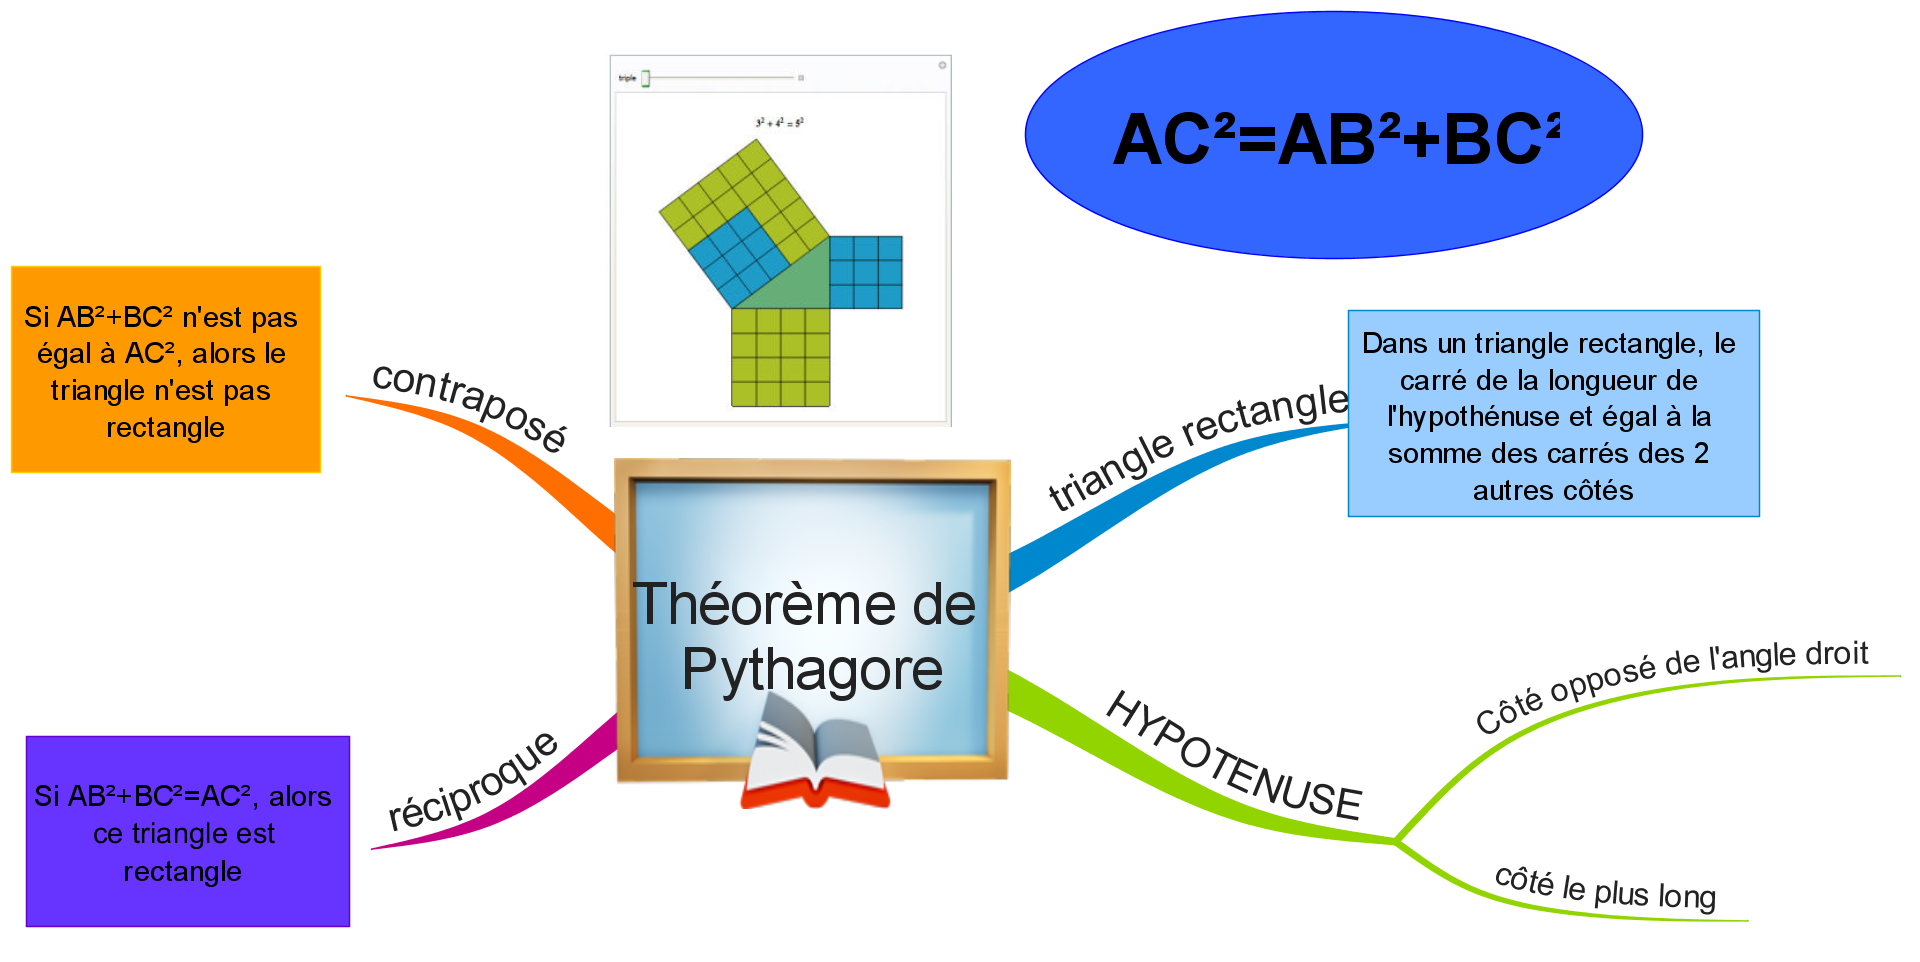 triple
3² + 4² = 5²
AC²=AB²+BC²
Si AB²+BC² n'est pas
égal à AC², alors le
triangle n'est pas
rectangle
contraposé
triangle rectangle
Dans un triangle rectangle, le
carré de la longueur de
l'hypothénuse et égal à la
somme des carrés des 2
autres côtés
Théorème de
Pythagore
HYPOTENUSE
Côté opposé de l'angle droit
côté le plus long
réciproque
Si AB²+BC²=AC², alors
ce triangle est
rectangle